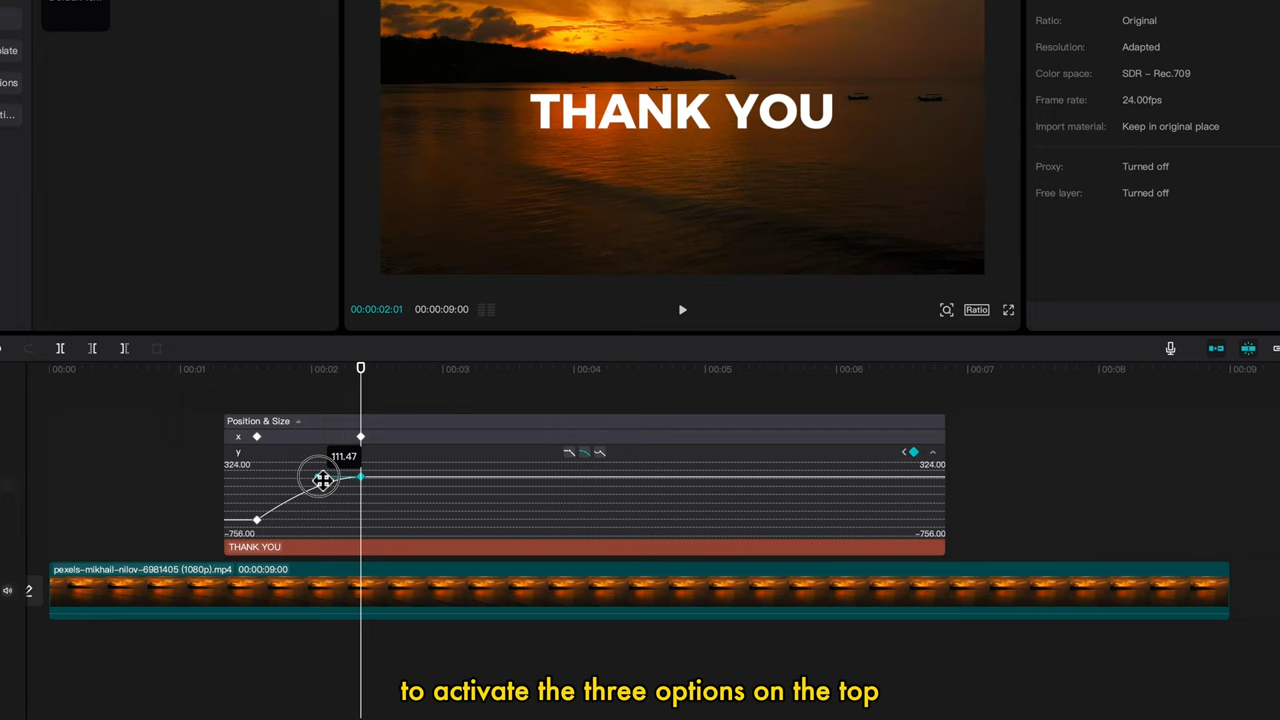 late
ions
ti...
THANK YOU
Ratio: Original
Resolution: Adapted
Color space: SDR – Rec.709
Frame rate: 24.00fps
Import material: Keep in original place
Proxy: Turned off
Free layer: Turned off
00:00:02:01 00:00:09:00
Ratio
00:00 00:01 00:02 00:03 00:04 00:05 00:06 00:07 00:08 00:09
Position & Size
x
y
111.47
324.00 324.00
-756.00 -756.00
THANK YOU
pexels-mikhail-nilov-6981405 (1080p).mp4 00:00:09:00
to activate the three options on the top